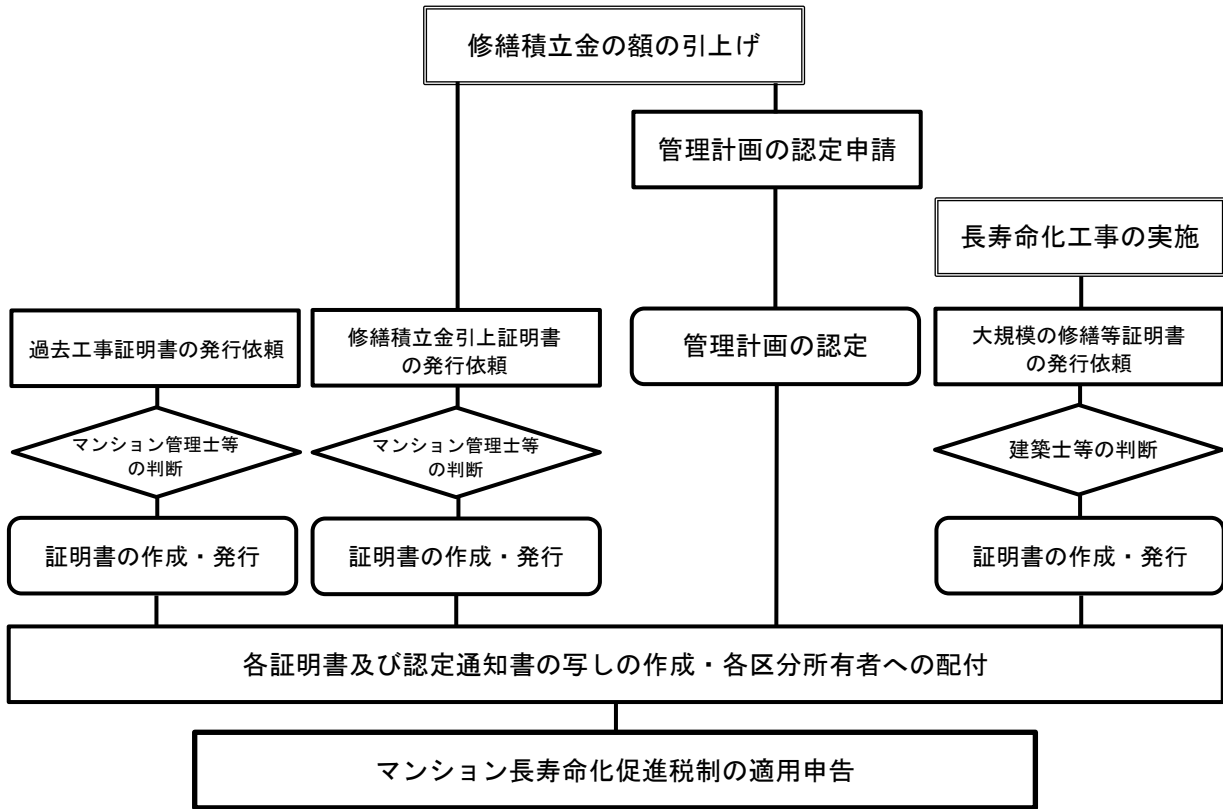 修繕積立金の額の引上げ
管理計画の認定申請
長寿命化工事の実施
過去工事証明書の発行依頼
修繕積立金引上証明書
の発行依頼
管理計画の認定
大規模の修繕等証明書
の発行依頼
マンション管理士等
の判断
マンション管理士等
の判断
建築士等の判断
証明書の作成・発行
証明書の作成・発行
証明書の作成・発行
各証明書及び認定通知書の写しの作成・各区分所有者への配付
マンション長寿命化促進税制の適用申告